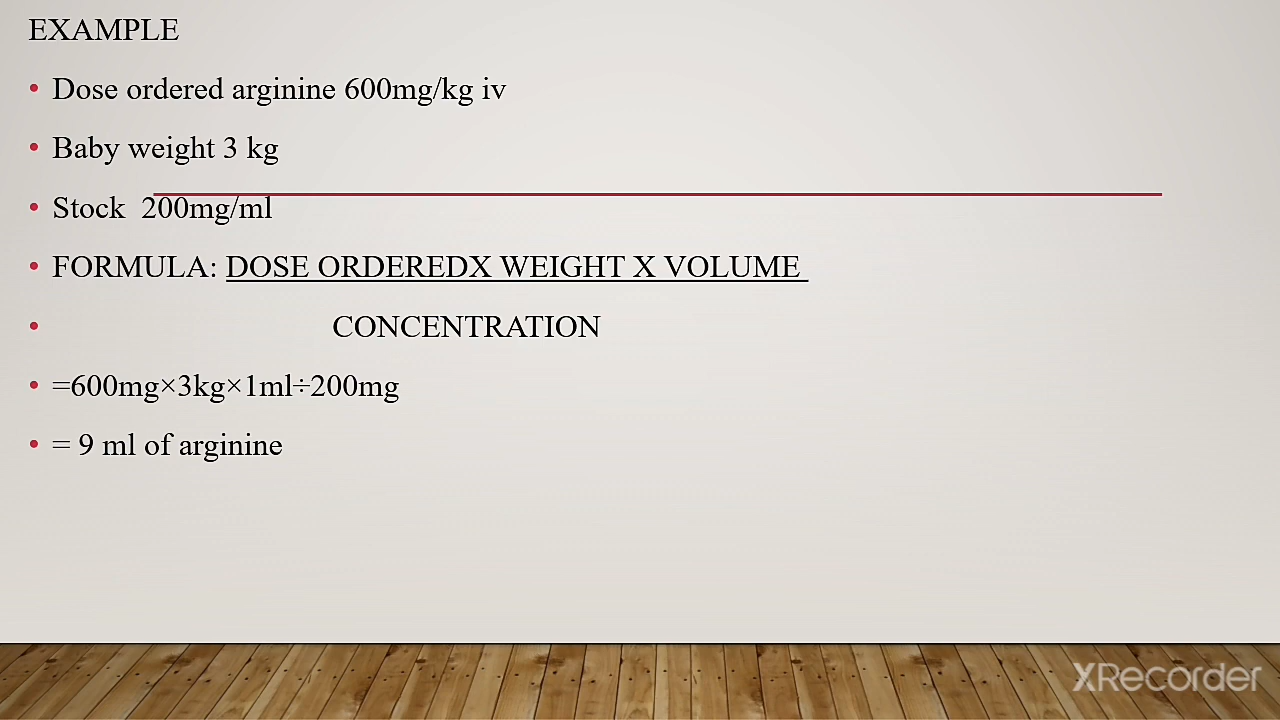 EXAMPLE
• Dose ordered arginine 600mg/kg iv
• Baby weight 3 kg
• Stock  200mg/ml
• FORMULA: DOSE ORDEREDX WEIGHT X VOLUME
• CONCENTRATION
• =600mg×3kg×1ml÷200mg
• = 9 ml of arginine
XRecorder